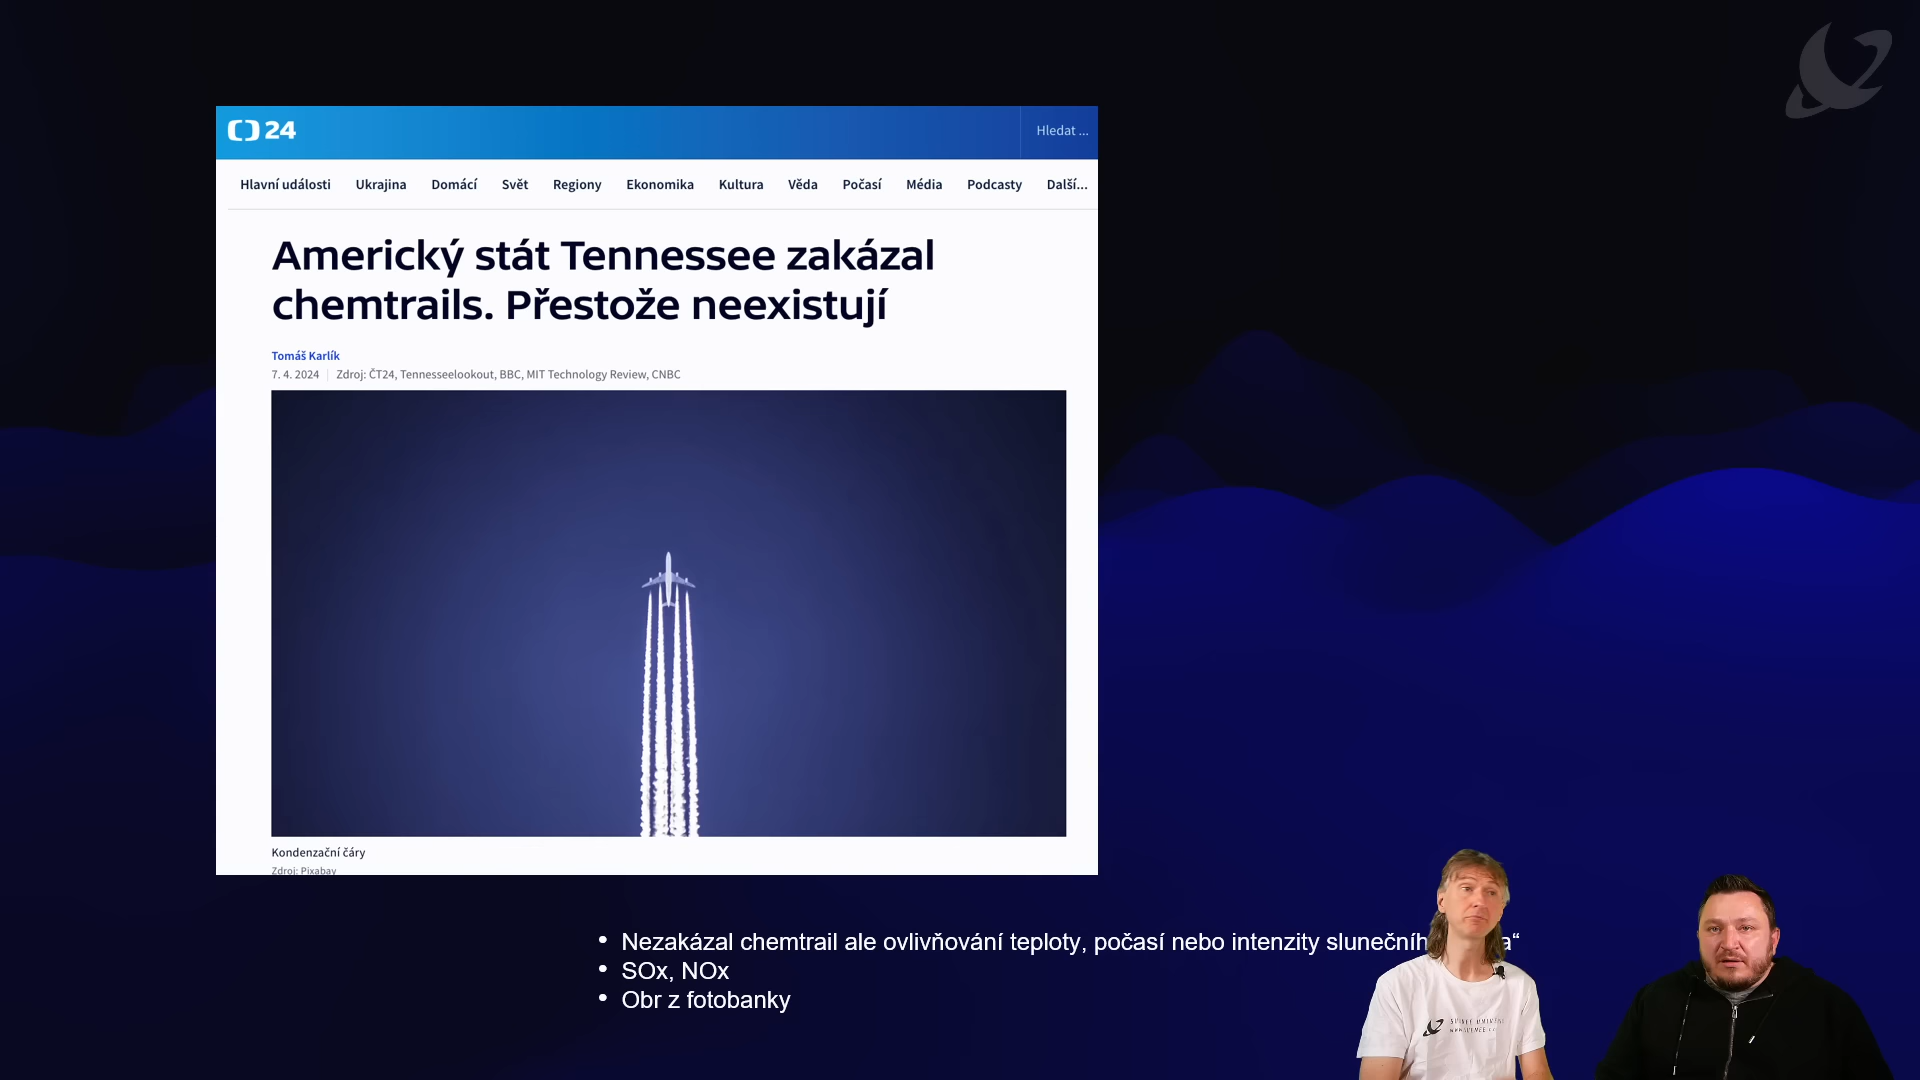 24
Hledat ...
Hlavní události Ukrajina Domácí Svět Regiony Ekonomika Kultura Věda Počasí Média Podcasty Další...
Americký stát Tennessee zakázal
chemtrails. Přestože neexistují
Tomáš Karlík
7. 4. 2024 Zdroj: ČT24, Tennesseelookout, BBC, MIT Technology Review, CNBC
Kondenzační čáry
Zdroj: Pixabay
• Nezakázal chemtrail ale ovlivňování teploty, počasí nebo intenzity
• SOx, NOx
• Obr z fotobanky